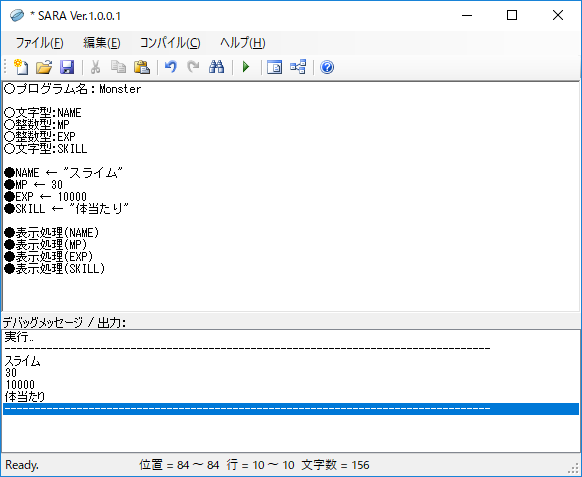 * SARA Ver.1.0.0.1
ファイル(F) 編集(E) コンパイル(C) ヘルプ(H)
○プログラム名：Monster
○文字型:NAME
○整数型:MP
○整数型:EXP
○文字型:SKILL
●NAME ← "スライム"
●MP ← 30
●EXP ← 10000
●SKILL ← "体当たり"
●表示処理(NAME)
●表示処理(MP)
●表示処理(EXP)
●表示処理(SKILL)
デバッグメッセージ / 出力:
実行..
--------------------------------------------------------------------------------
スライム
30
10000
体当たり
--------------------------------------------------------------------------------
Ready. 位置 = 84 ～ 84 行 = 10 ～ 10 文字数 = 156